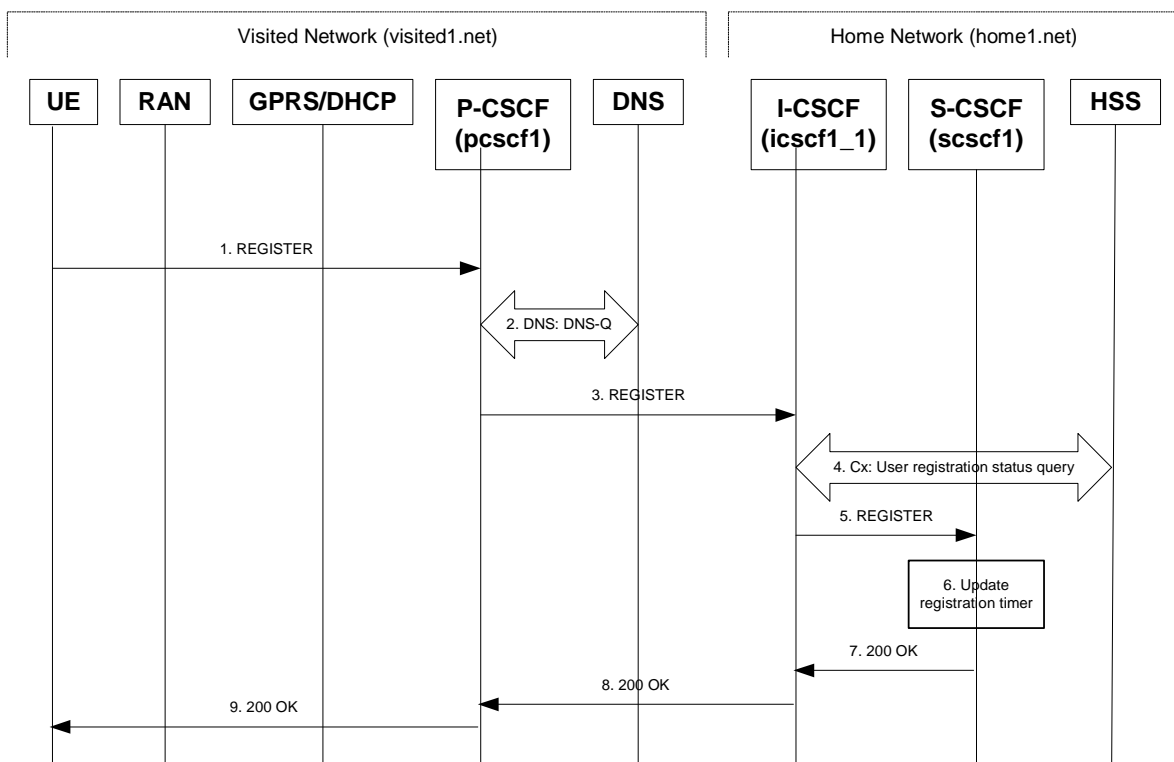 Visited Network (visited1.net)
Home Network (home1.net)
UE
RAN
GPRS/DHCP
P-CSCF
(pcscf1)
DNS
I-CSCF
(icscf1_1)
S-CSCF
(scscf1)
HSS
1. REGISTER
2. DNS: DNS-Q
3. REGISTER
4. Cx: User registration status query
5. REGISTER
6. Update
registration timer
7. 200 OK
8. 200 OK
9. 200 OK